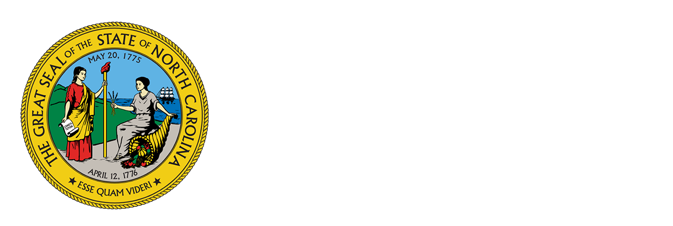 THE GREAT SEAL OF THE STATE OF NORTH CAROLINA
MAY 20, 1775
APRIL 12, 1776
★ ESSE QUAM VIDERI ★